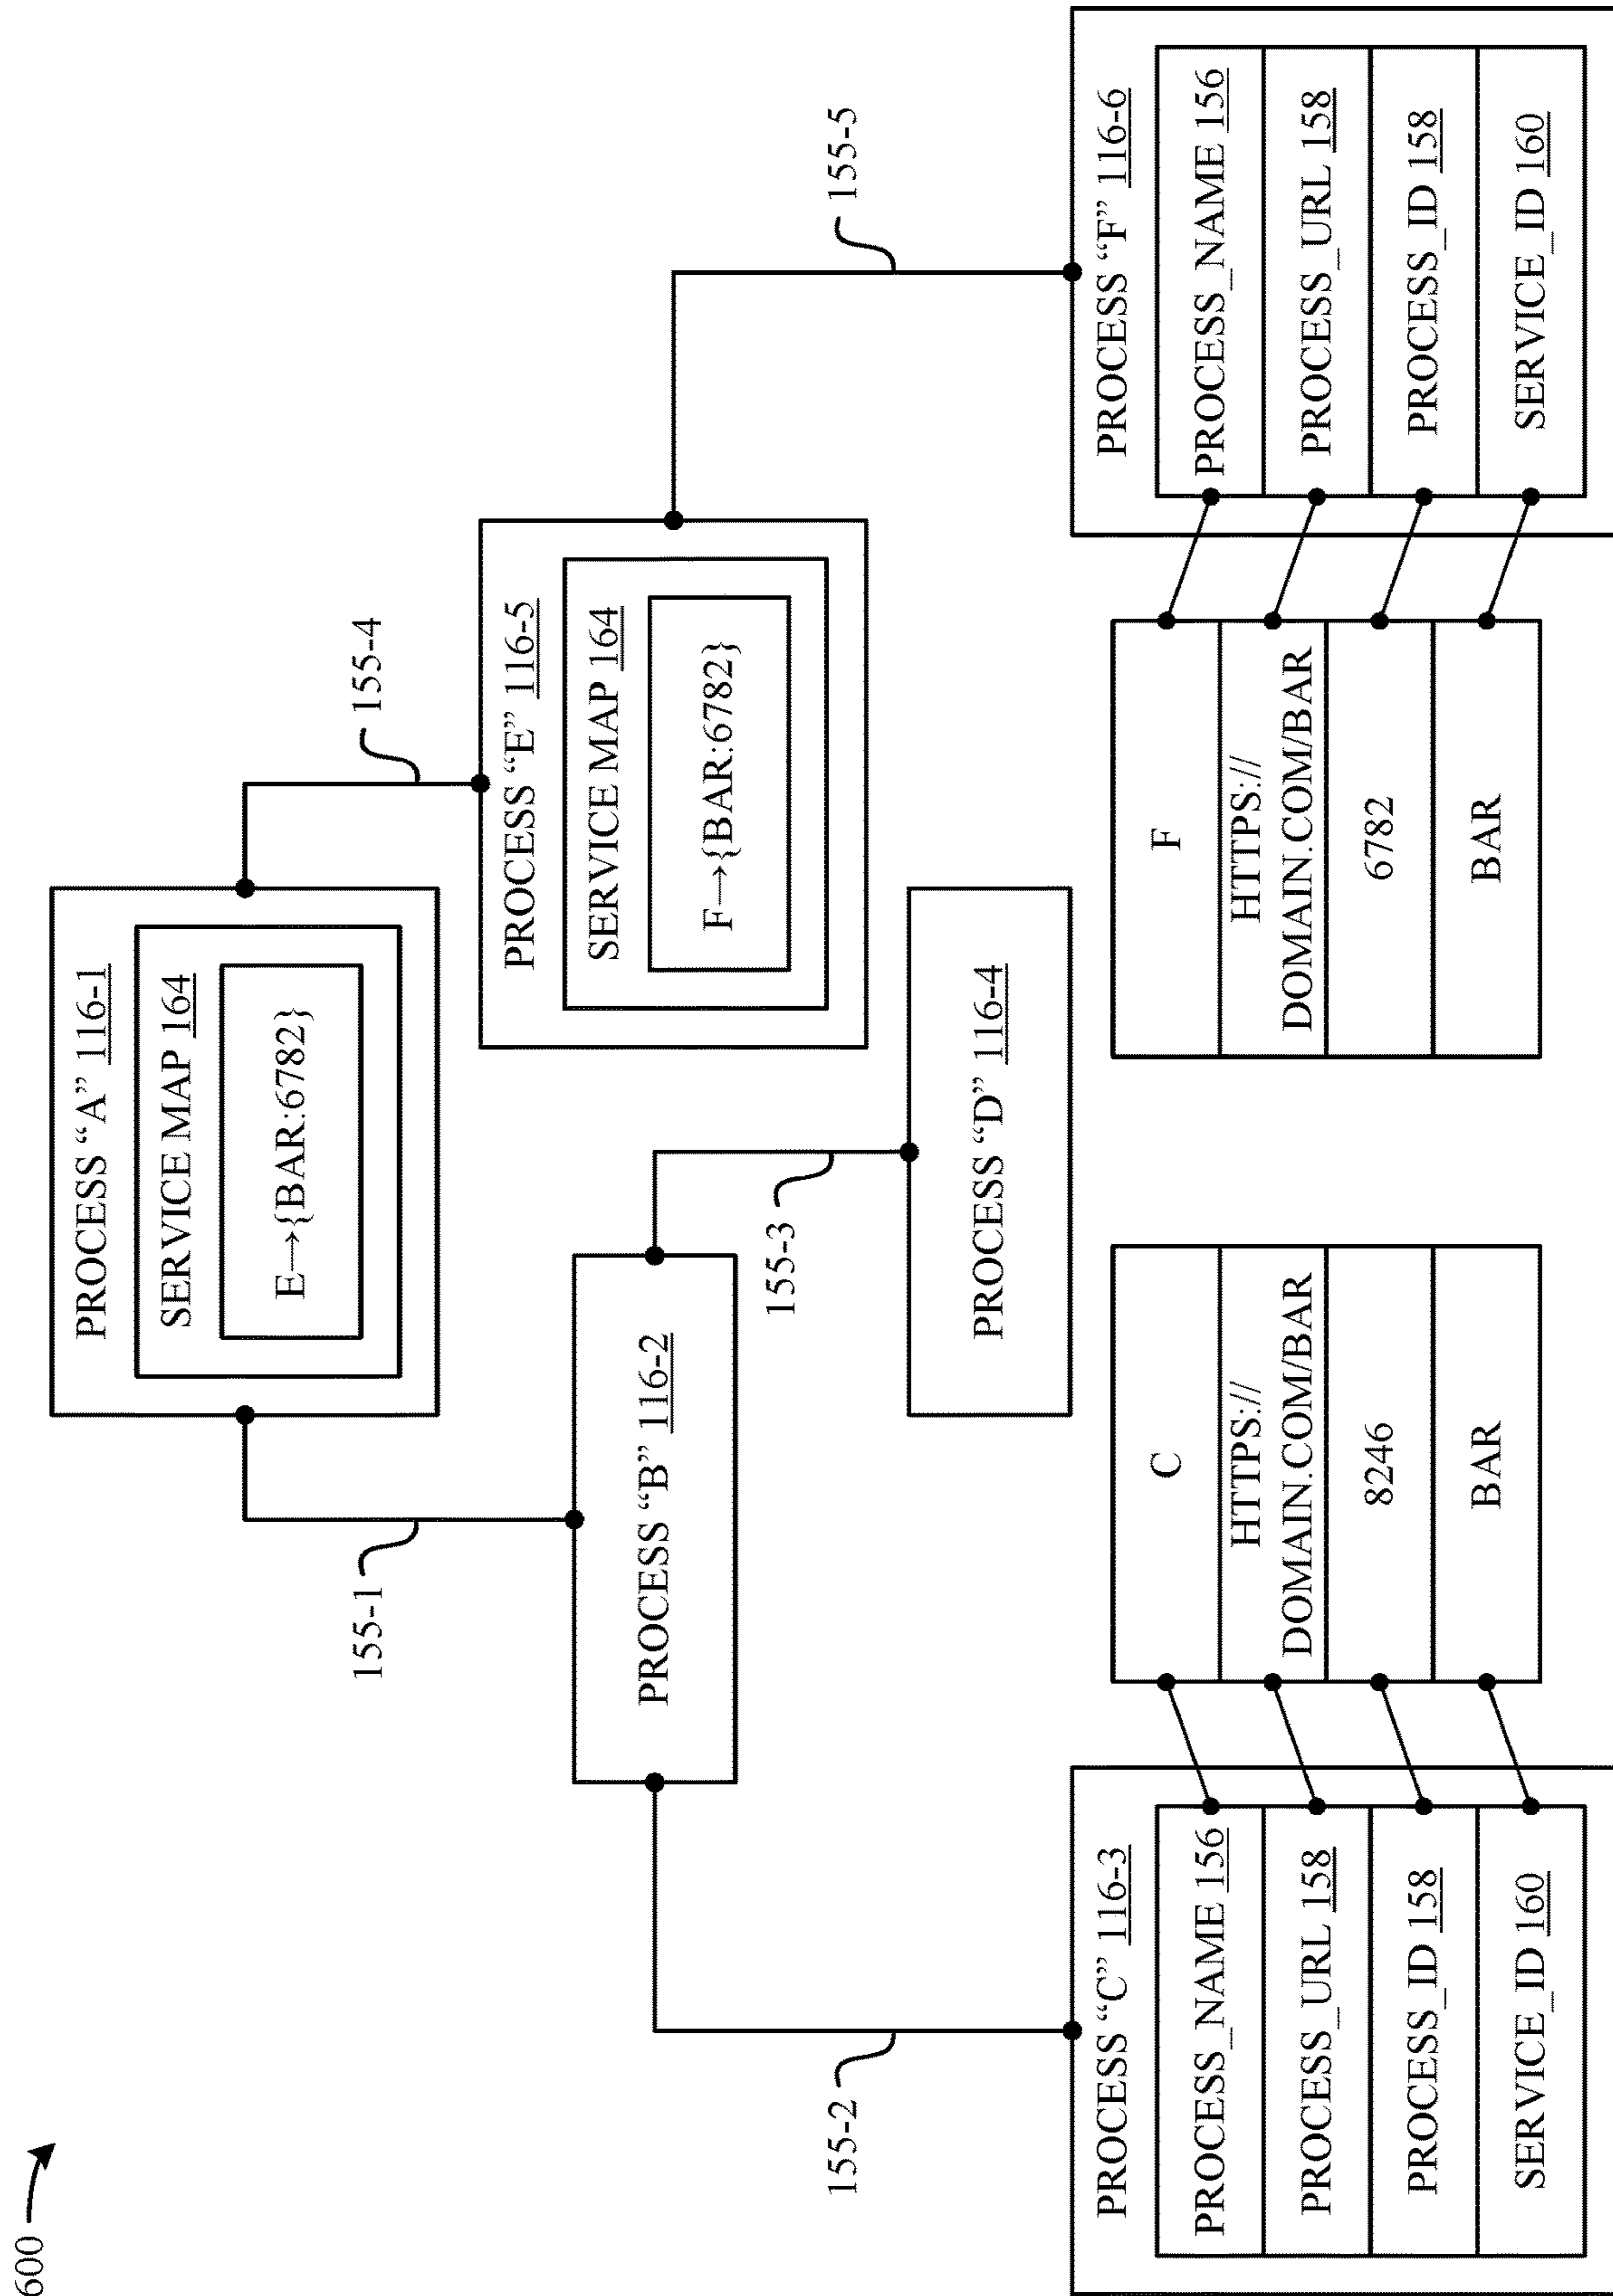 600
PROCESS “A” 116-1
SERVICE MAP 164
E→{BAR:6782}
155-1
155-4
PROCESS “B” 116-2
PROCESS “E” 116-5
SERVICE MAP 164
F→{BAR:6782}
155-2
155-3
155-5
PROCESS “D” 116-4
PROCESS “C” 116-3
PROCESS_NAME 156
PROCESS_URL 158
PROCESS_ID 158
SERVICE_ID 160
C
HTTPS://
DOMAIN.COM/BAR
8246
BAR
F
HTTPS://
DOMAIN.COM/BAR
6782
BAR
PROCESS “F” 116-6
PROCESS_NAME 156
PROCESS_URL 158
PROCESS_ID 158
SERVICE_ID 160